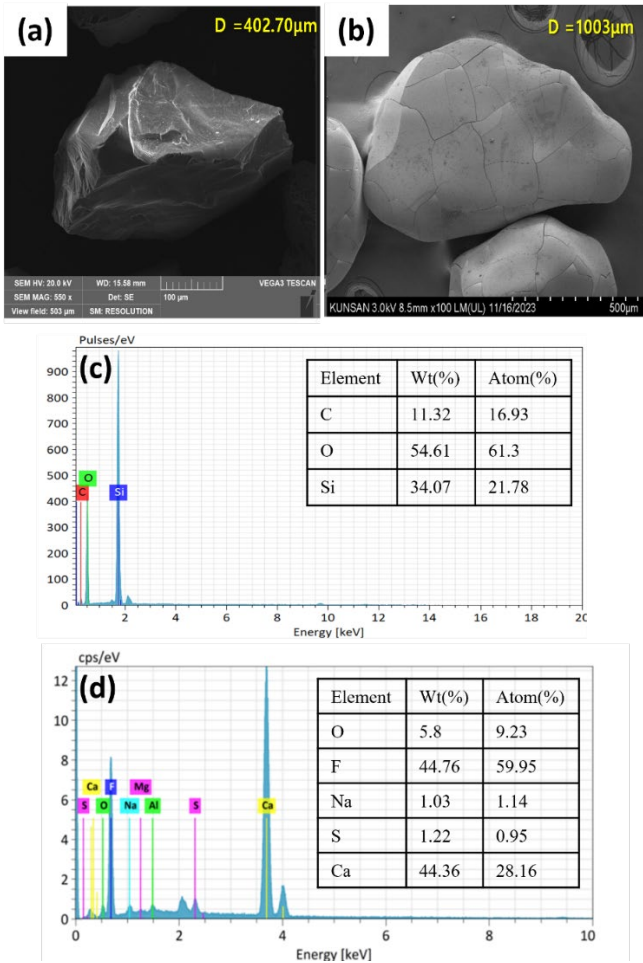 (a)
D =402.70µm
SEM HV: 20.0 kV WD: 15.58 mm VEGA3 TESCAN
SEM MAG: 550 x Det: SE 100 µm
View field: 503 µm SM: RESOLUTION
(b)
D =1003µm
KUNSAN 3.0kV 8.5mm x100 LM(UL) 11/16/2023 500µm
(c)
Pulses/eV
900
800
700
600
500
400
300
200
100
0
O
C Si
Element Wt(%) Atom(%)
C 11.32 16.93
O 54.61 61.3
Si 34.07 21.78
0 2 4 6 8 10 12 14 16 18 20
Energy [keV]
(d)
cps/eV
12
10
8
6
4
2
0
Ca F Mg
S O Na Al S Ca
Element Wt(%) Atom(%)
O 5.8 9.23
F 44.76 59.95
Na 1.03 1.14
S 1.22 0.95
Ca 44.36 28.16
0 2 4 6 8 10
Energy [keV]